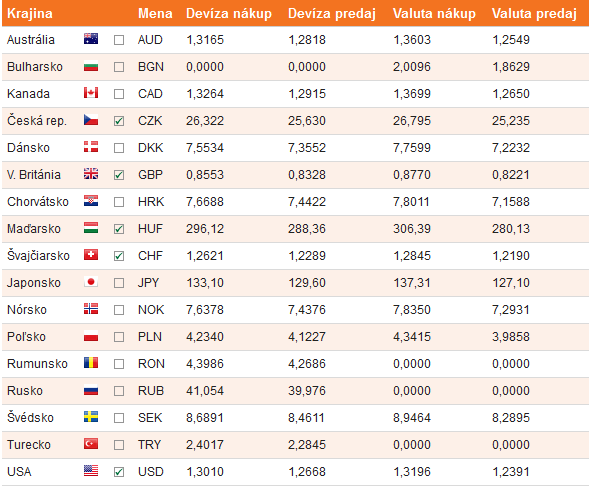 Krajina Mena Devíza nákup Devíza predaj Valuta nákup Valuta predaj
Austrália AUD 1,3165 1,2818 1,3603 1,2549
Bulharsko BGN 0,0000 0,0000 2,0096 1,8629
Kanada CAD 1,3264 1,2915 1,3699 1,2650
Česká rep. CZK 26,322 25,630 26,795 25,235
Dánsko DKK 7,5534 7,3552 7,7599 7,2232
V. Británia GBP 0,8553 0,8328 0,8770 0,8221
Chorvátsko HRK 7,6688 7,4422 7,8011 7,1588
Maďarsko HUF 296,12 288,36 306,39 280,13
Švajčiarsko CHF 1,2621 1,2289 1,2845 1,2190
Japonsko JPY 133,10 129,60 137,31 127,10
Nórsko NOK 7,6378 7,4376 7,8350 7,2931
Poľsko PLN 4,2340 4,1227 4,3415 3,9858
Rumunsko RON 4,3986 4,2686 0,0000 0,0000
Rusko RUB 41,054 39,976 0,0000 0,0000
Švédsko SEK 8,6891 8,4611 8,9464 8,2895
Turecko TRY 2,4017 2,2845 0,0000 0,0000
USA USD 1,3010 1,2668 1,3196 1,2391